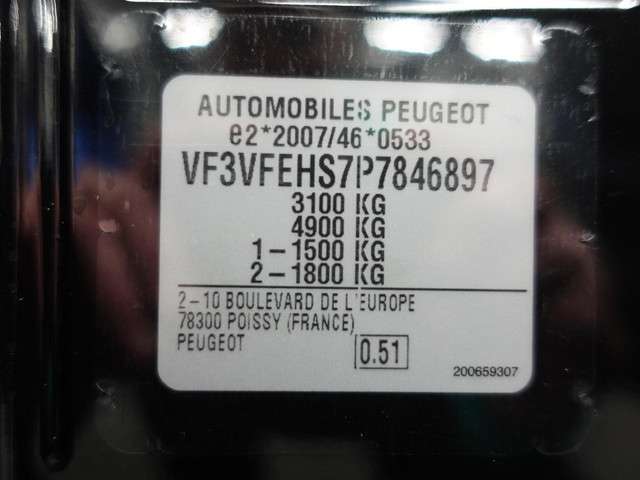 AUTOMOBILES PEUGEOT
e2*2007/46*0533
VF3VFEHS7P7846897
3100 KG
4900 KG
1-1500 KG
2-1800 KG
2-10 BOULEVARD DE L'EUROPE
78300 POISSY (FRANCE)
PEUGEOT
0.51
200659307